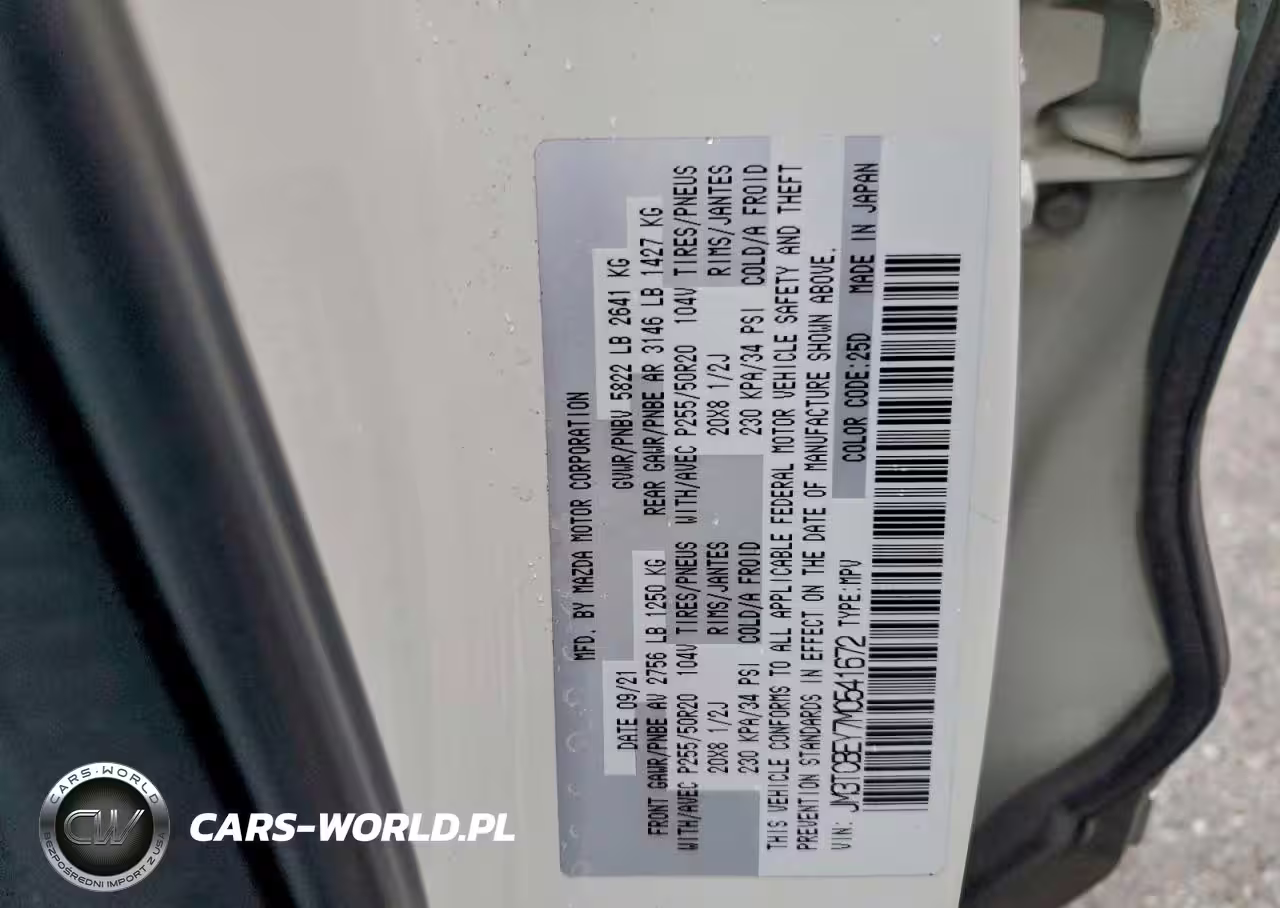 MFD. BY MAZDA MOTOR CORPORATION
DATE 09/21 GVWR/PNBV 5822 LB 2641 KG
FRONT GAWR/PNBE AV 2756 LB 1250 KG REAR GAWR/PNBE AR 3146 LB 1427 KG
WITH/AVEC P255/50R20 104V TIRES/PNEUS WITH/AVEC P255/50R20 104V TIRES/PNEUS
20X8 1/2J RIMS/JANTES 20X8 1/2J RIMS/JANTES
230 KPA/34 PSI COLD/A FROID 230 KPA/34 PSI COLD/A FROID
THIS VEHICLE CONFORMS TO ALL APPLICABLE FEDERAL MOTOR VEHICLE SAFETY AND THEFT
PREVENTION STANDARDS IN EFFECT ON THE DATE OF MANUFACTURE SHOWN ABOVE.
VIN: JM3TCBEY7M0541672 TYPE:MPV COLOR CODE:25D MADE IN JAPAN
CARS-WORLD
CW
BEZPOŚREDNI IMPORT Z USA
CARS-WORLD.PL